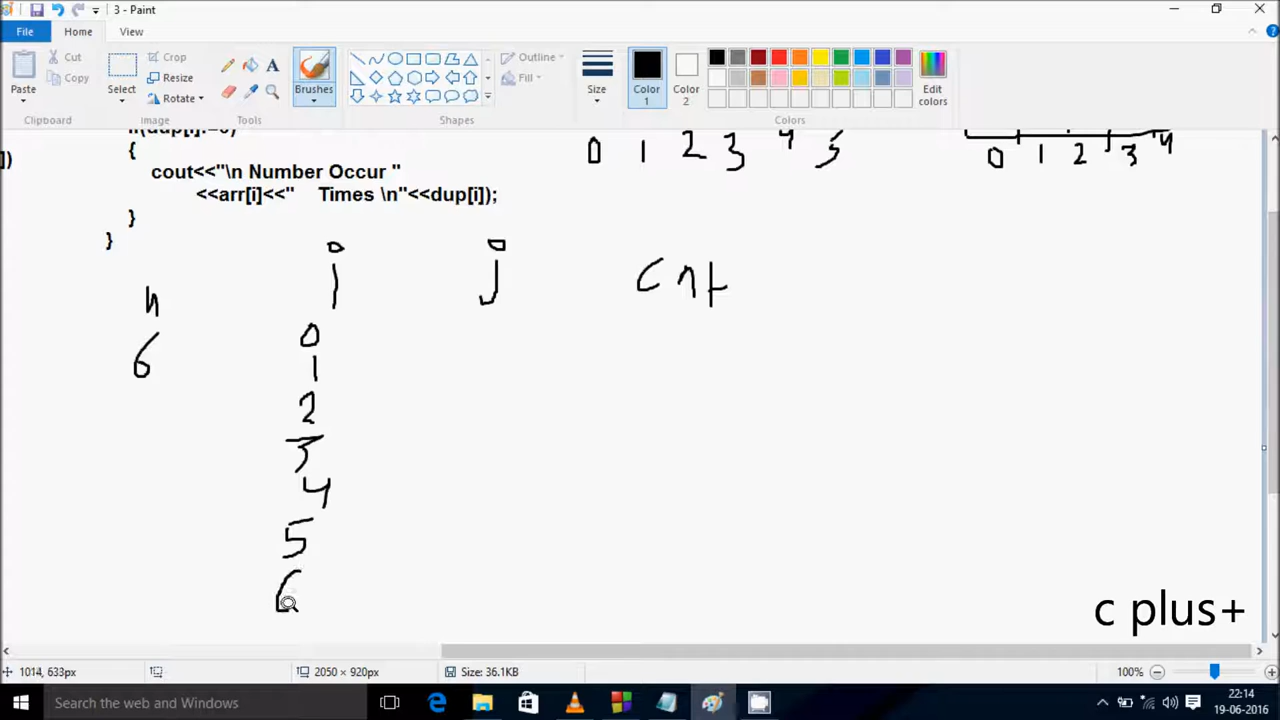 3 - Paint
File Home View
Paste
Cut
Copy
Clipboard
Select
Crop
Resize
Rotate
Image
Brushes
Tools
Outline
Fill
Shapes
Size
Color 1
Color 2
Edit colors
Colors
if(dup[i]!=0)
])
{
cout<<"\n Number Occur "
<<arr[i]<<" Times \n"<<dup[i]);
}
}
0 1 2 3 4 5
0 1 2 3 4
n i j cnt
6
0
1
2
3
4
5
6
c plus+
1014, 633px
2050 × 920px
Size: 36.1KB
100%
Search the web and Windows
22:14
19-06-2016